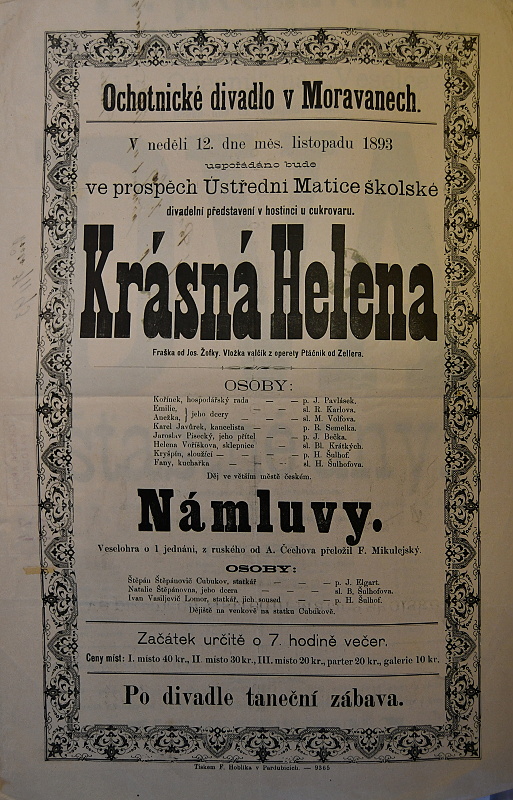 Ochotnické divadlo v Moravanech.
V neděli 12. dne měs. listopadu 1893
uspořádáno bude
ve prospěch Ústřední Matice školské
divadelní představení v hostinci u cukrovaru.
Krásná Helena
Fraška od Jos. Žofky. Vložka valčík z operety Ptáčník od Zellera.
OSOBY:
Kořínek, hospodářský rada — — p. J. Pavlásek.
Emilie, } jeho dcery — — sl. R. Karlova.
Anežka, — — sl. M. Volfova.
Karel Javůrek, kancelista — — p. R. Semelka.
Jaroslav Písecký, jeho přítel — — p. J. Bečka.
Helena Voříškova, sklepnice — sl. Bl. Krátkých.
Kryšpín, sloužící — — — p. H. Šulhof.
Fany, kuchařka — — — sl. H. Šulhofova.
Děj ve větším městě českém.
Námluvy.
Veselohra o 1 jednání, z ruského od A. Čechova přeložil F. Mikulejský.
OSOBY:
Štěpán Štěpánovič Cubukov, statkář — — — p. J. Elgart.
Natalie Štěpánovna, jeho dcera — — — — sl. B. Šulhofova.
Ivan Vasiljevič Lomov, statkář, jich soused — — p. H. Šulhof.
Dějiště na venkově na statku Cubukově.
Začátek určitě o 7. hodině večer.
Ceny míst: I. místo 40 kr., II. místo 30 kr., III. místo 20 kr., parter 20 kr., galerie 10 kr.
Po divadle taneční zábava.
Tiskem F. Hoblíka v Pardubicích. — 9365